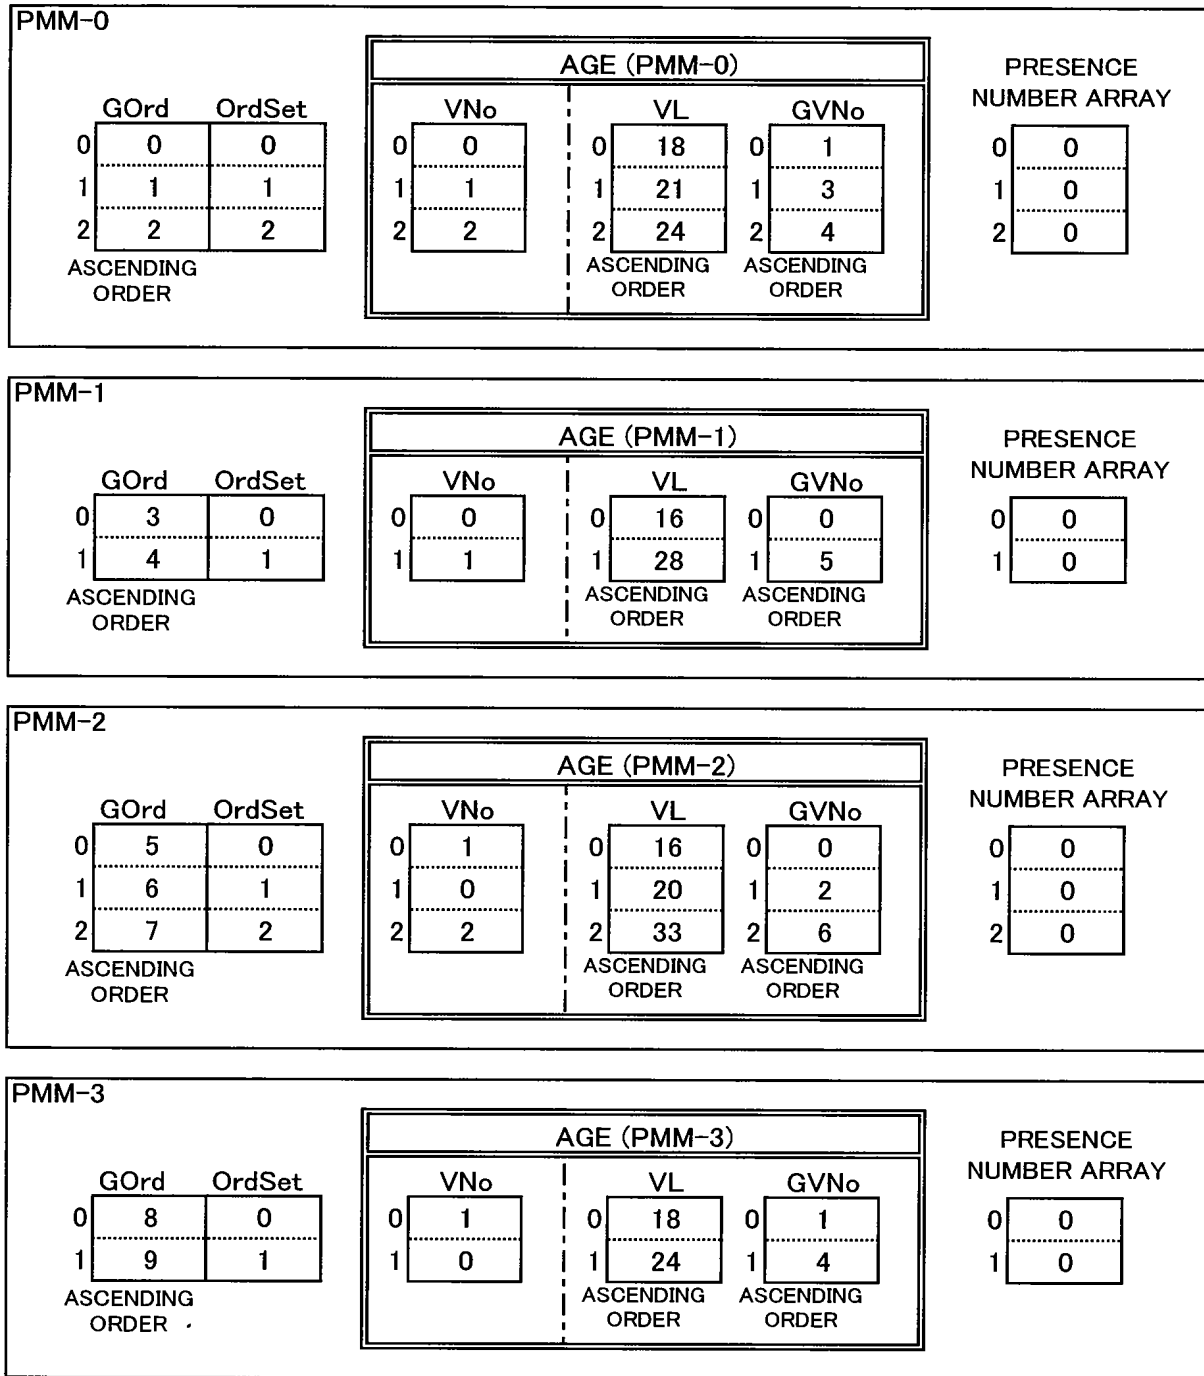 PMM-0
AGE (PMM-0)
PRESENCE
NUMBER ARRAY
GOrd OrdSet VNo VL GVNo
0 0 0 0 0 0 18 0 1 0 0
1 1 1 1 1 1 21 1 3 1 0
2 2 2 2 2 2 24 2 4 2 0
ASCENDING ORDER ASCENDING ORDER ASCENDING ORDER
PMM-1
AGE (PMM-1)
PRESENCE
NUMBER ARRAY
GOrd OrdSet VNo VL GVNo
0 3 0 0 0 0 16 0 0 0 0
1 4 1 1 1 1 28 1 5 1 0
ASCENDING ORDER ASCENDING ORDER ASCENDING ORDER
PMM-2
AGE (PMM-2)
PRESENCE
NUMBER ARRAY
GOrd OrdSet VNo VL GVNo
0 5 0 0 1 0 16 0 0 0 0
1 6 1 1 0 1 20 1 2 1 0
2 7 2 2 2 2 33 2 6 2 0
ASCENDING ORDER ASCENDING ORDER ASCENDING ORDER
PMM-3
AGE (PMM-3)
PRESENCE
NUMBER ARRAY
GOrd OrdSet VNo VL GVNo
0 8 0 0 1 0 18 0 1 0 0
1 9 1 1 0 1 24 1 4 1 0
ASCENDING ORDER ASCENDING ORDER ASCENDING ORDER